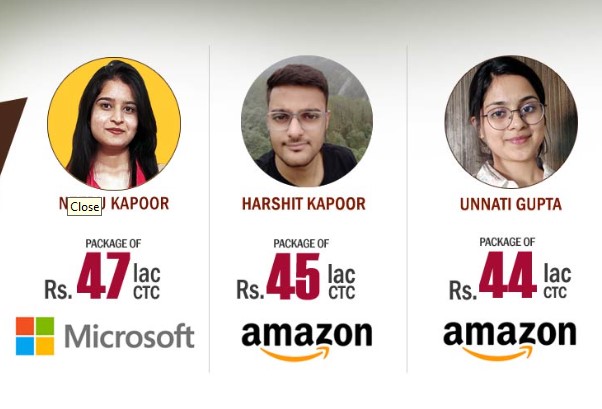 KAPOOR
Close
PACKAGE OF
Rs. 47 lac CTC
Microsoft
HARSHIT KAPOOR
PACKAGE OF
Rs. 45 lac CTC
amazon
UNNATI GUPTA
PACKAGE OF
Rs. 44 lac CTC
amazon